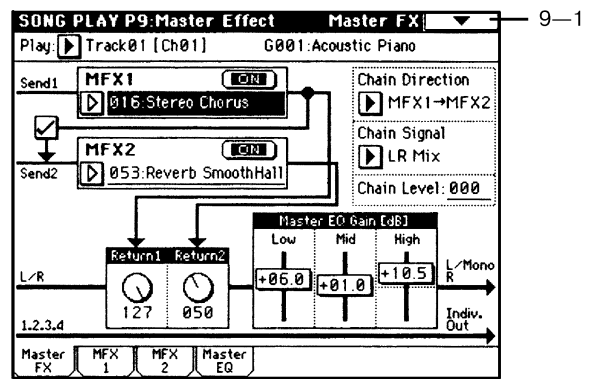 SONG PLAY P9:Master Effect Master FX 9—1
Play: Track01 [Ch01] G001:Acoustic Piano
Send1 MFX1 ON
016:Stereo Chorus
Chain Direction
MFX1→MFX2
Chain Signal
LR Mix
Chain Level: 000
MFX2 ON
Send2 053:Reverb SmoothHall
Master EQ Gain [dB]
Low Mid High
Return1 Return2
L/R
127 050
+06.0 +01.0 +10.5
L/Mono
R
1.2.3.4
Indiv.
Out
Master FX
MFX 1
MFX 2
Master EQ